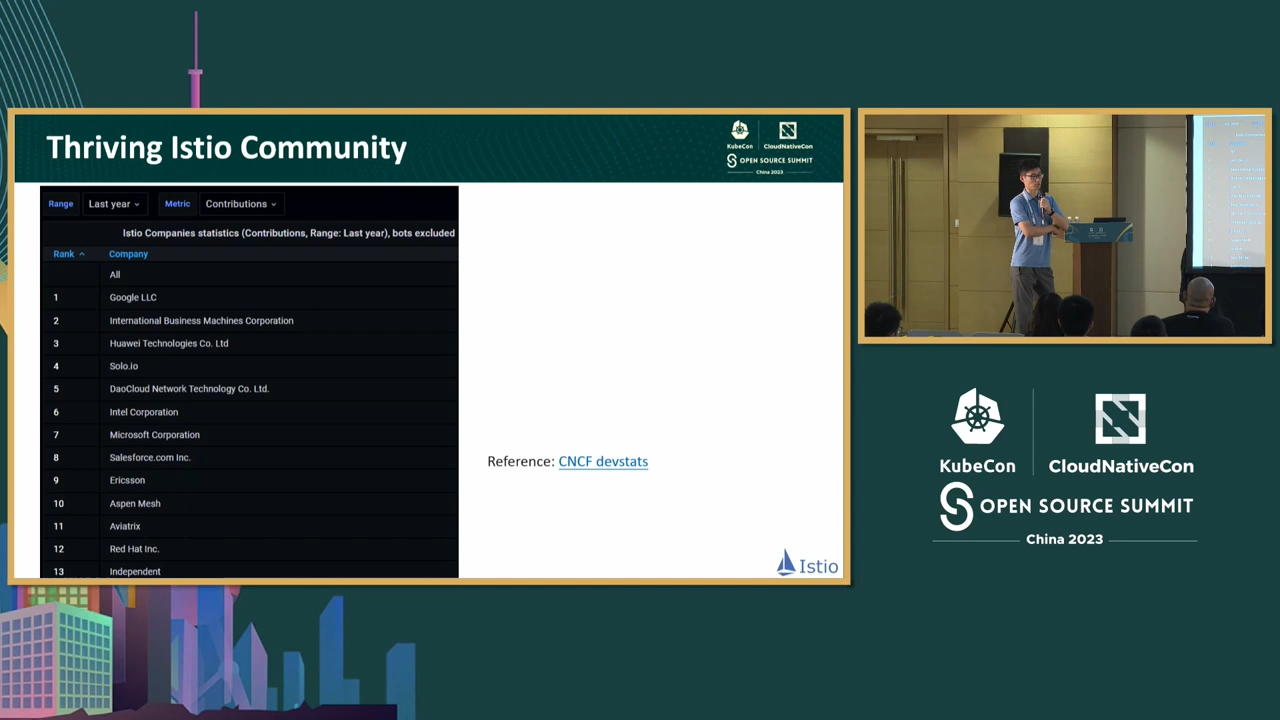 Thriving Istio Community
KubeCon
CloudNativeCon
OPEN SOURCE SUMMIT
China 2023
Range Last year Metric Contributions
Istio Companies statistics (Contributions, Range: Last year), bots excluded
Rank Company
All
1 Google LLC
2 International Business Machines Corporation
3 Huawei Technologies Co. Ltd
4 Solo.io
5 DaoCloud Network Technology Co. Ltd.
6 Intel Corporation
7 Microsoft Corporation
8 Salesforce.com Inc.
9 Ericsson
10 Aspen Mesh
11 Aviatrix
12 Red Hat Inc.
13 Independent
Reference: CNCF devstats
Istio
KubeCon
CloudNativeCon
OPEN SOURCE SUMMIT
China 2023